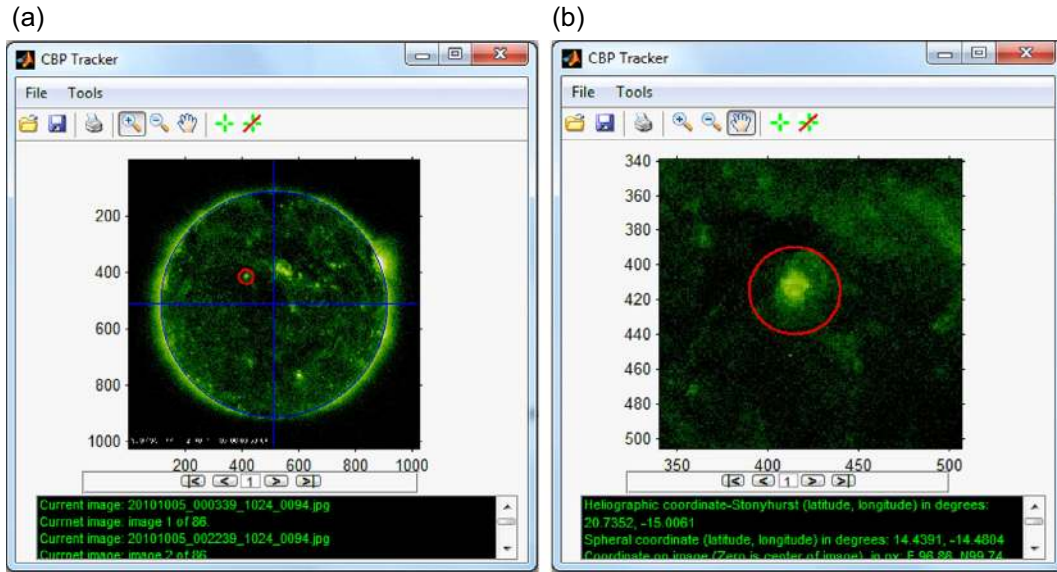 (a)
(b)
CBP Tracker
File Tools
200
400
600
800
1000
200 400 600 800 1000
1
Current image: 20101005_000339_1024_0094.jpg
Currnet image: image 1 of 86.
Current image: 20101005_002239_1024_0094.jpg
Currnet image: image 2 of 86.
CBP Tracker
File Tools
340
360
380
400
420
440
460
480
500
350 400 450 500
1
Heliographic coordinate-Stonyhurst (latitude, longitude) in degrees:
20.7352, -15.0061
Spheral coordinate (latitude, longitude) in degrees: 14.4391, -14.4804
Coordinate on image (Zero is center of image), in px: E 96.86, N99.74